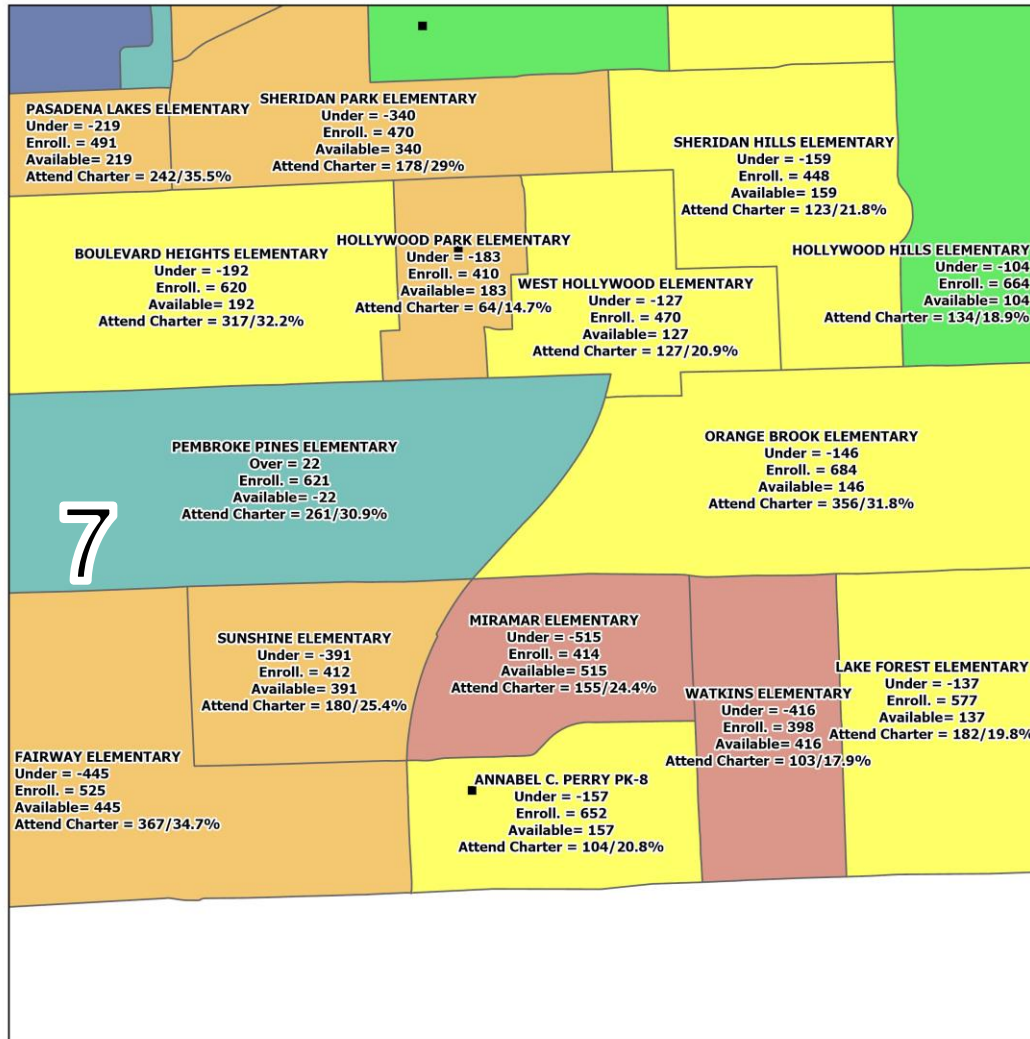 PASADENA LAKES ELEMENTARY
Under = -219
Enroll. = 491
Available= 219
Attend Charter = 242/35.5%
SHERIDAN PARK ELEMENTARY
Under = -340
Enroll. = 470
Available= 340
Attend Charter = 178/29%
SHERIDAN HILLS ELEMENTARY
Under = -159
Enroll. = 448
Available= 159
Attend Charter = 123/21.8%
BOULEVARD HEIGHTS ELEMENTARY
Under = -192
Enroll. = 620
Available= 192
Attend Charter = 317/32.2%
HOLLYWOOD PARK ELEMENTARY
Under = -183
Enroll. = 410
Available= 183
Attend Charter = 64/14.7%
WEST HOLLYWOOD ELEMENTARY
Under = -127
Enroll. = 470
Available= 127
Attend Charter = 127/20.9%
HOLLYWOOD HILLS ELEMENTARY
Under = -104
Enroll. = 664
Available= 104
Attend Charter = 134/18.9%
PEMBROKE PINES ELEMENTARY
Over = 22
Enroll. = 621
Available= -22
Attend Charter = 261/30.9%
7
ORANGE BROOK ELEMENTARY
Under = -146
Enroll. = 684
Available= 146
Attend Charter = 356/31.8%
SUNSHINE ELEMENTARY
Under = -391
Enroll. = 412
Available= 391
Attend Charter = 180/25.4%
MIRAMAR ELEMENTARY
Under = -515
Enroll. = 414
Available= 515
Attend Charter = 155/24.4%
WATKINS ELEMENTARY
Under = -416
Enroll. = 398
Available= 416
Attend Charter = 103/17.9%
LAKE FOREST ELEMENTARY
Under = -137
Enroll. = 577
Available= 137
Attend Charter = 182/19.8%
FAIRWAY ELEMENTARY
Under = -445
Enroll. = 525
Available= 445
Attend Charter = 367/34.7%
ANNABEL C. PERRY PK-8
Under = -157
Enroll. = 652
Available= 157
Attend Charter = 104/20.8%